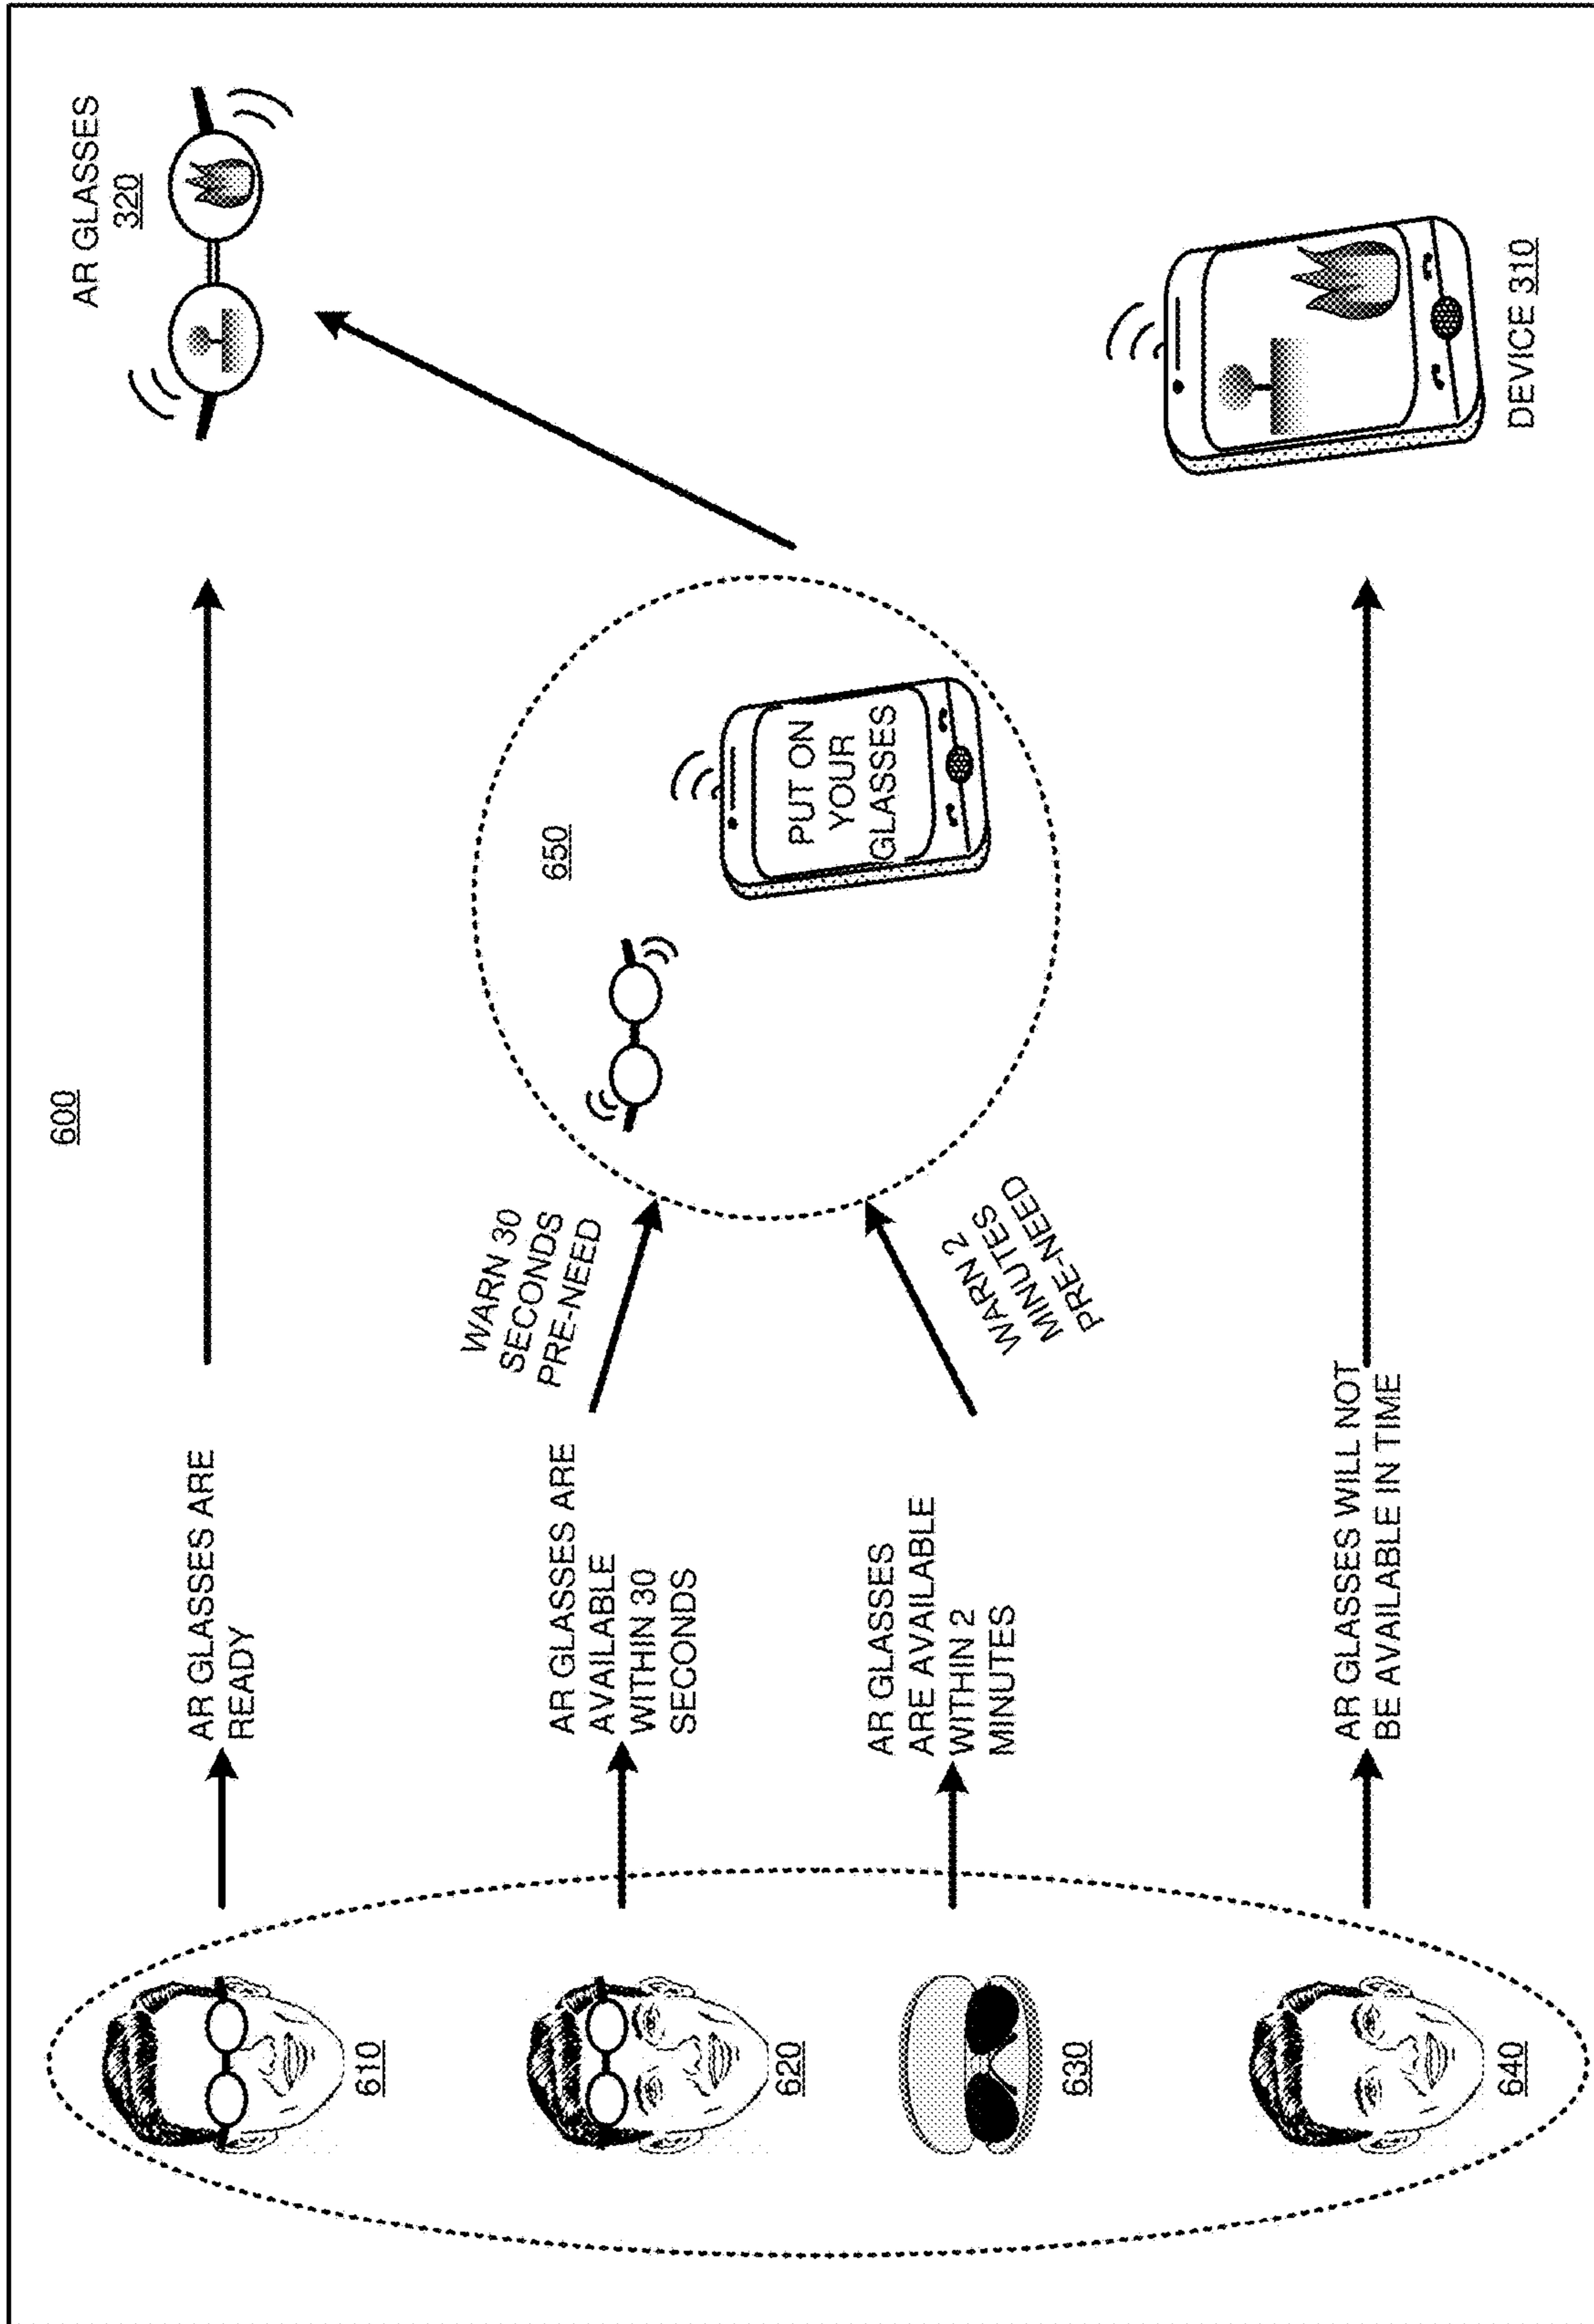 600
AR GLASSES
320
610
AR GLASSES ARE
READY
620
AR GLASSES ARE
AVAILABLE
WITHIN 30
SECONDS
WARN 30
SECONDS
PRE-NEED
650
PUT ON
YOUR
GLASSES
630
AR GLASSES
ARE AVAILABLE
WITHIN 2
MINUTES
WARN 2
MINUTES
PRE-NEED
640
AR GLASSES WILL NOT
BE AVAILABLE IN TIME
DEVICE 310